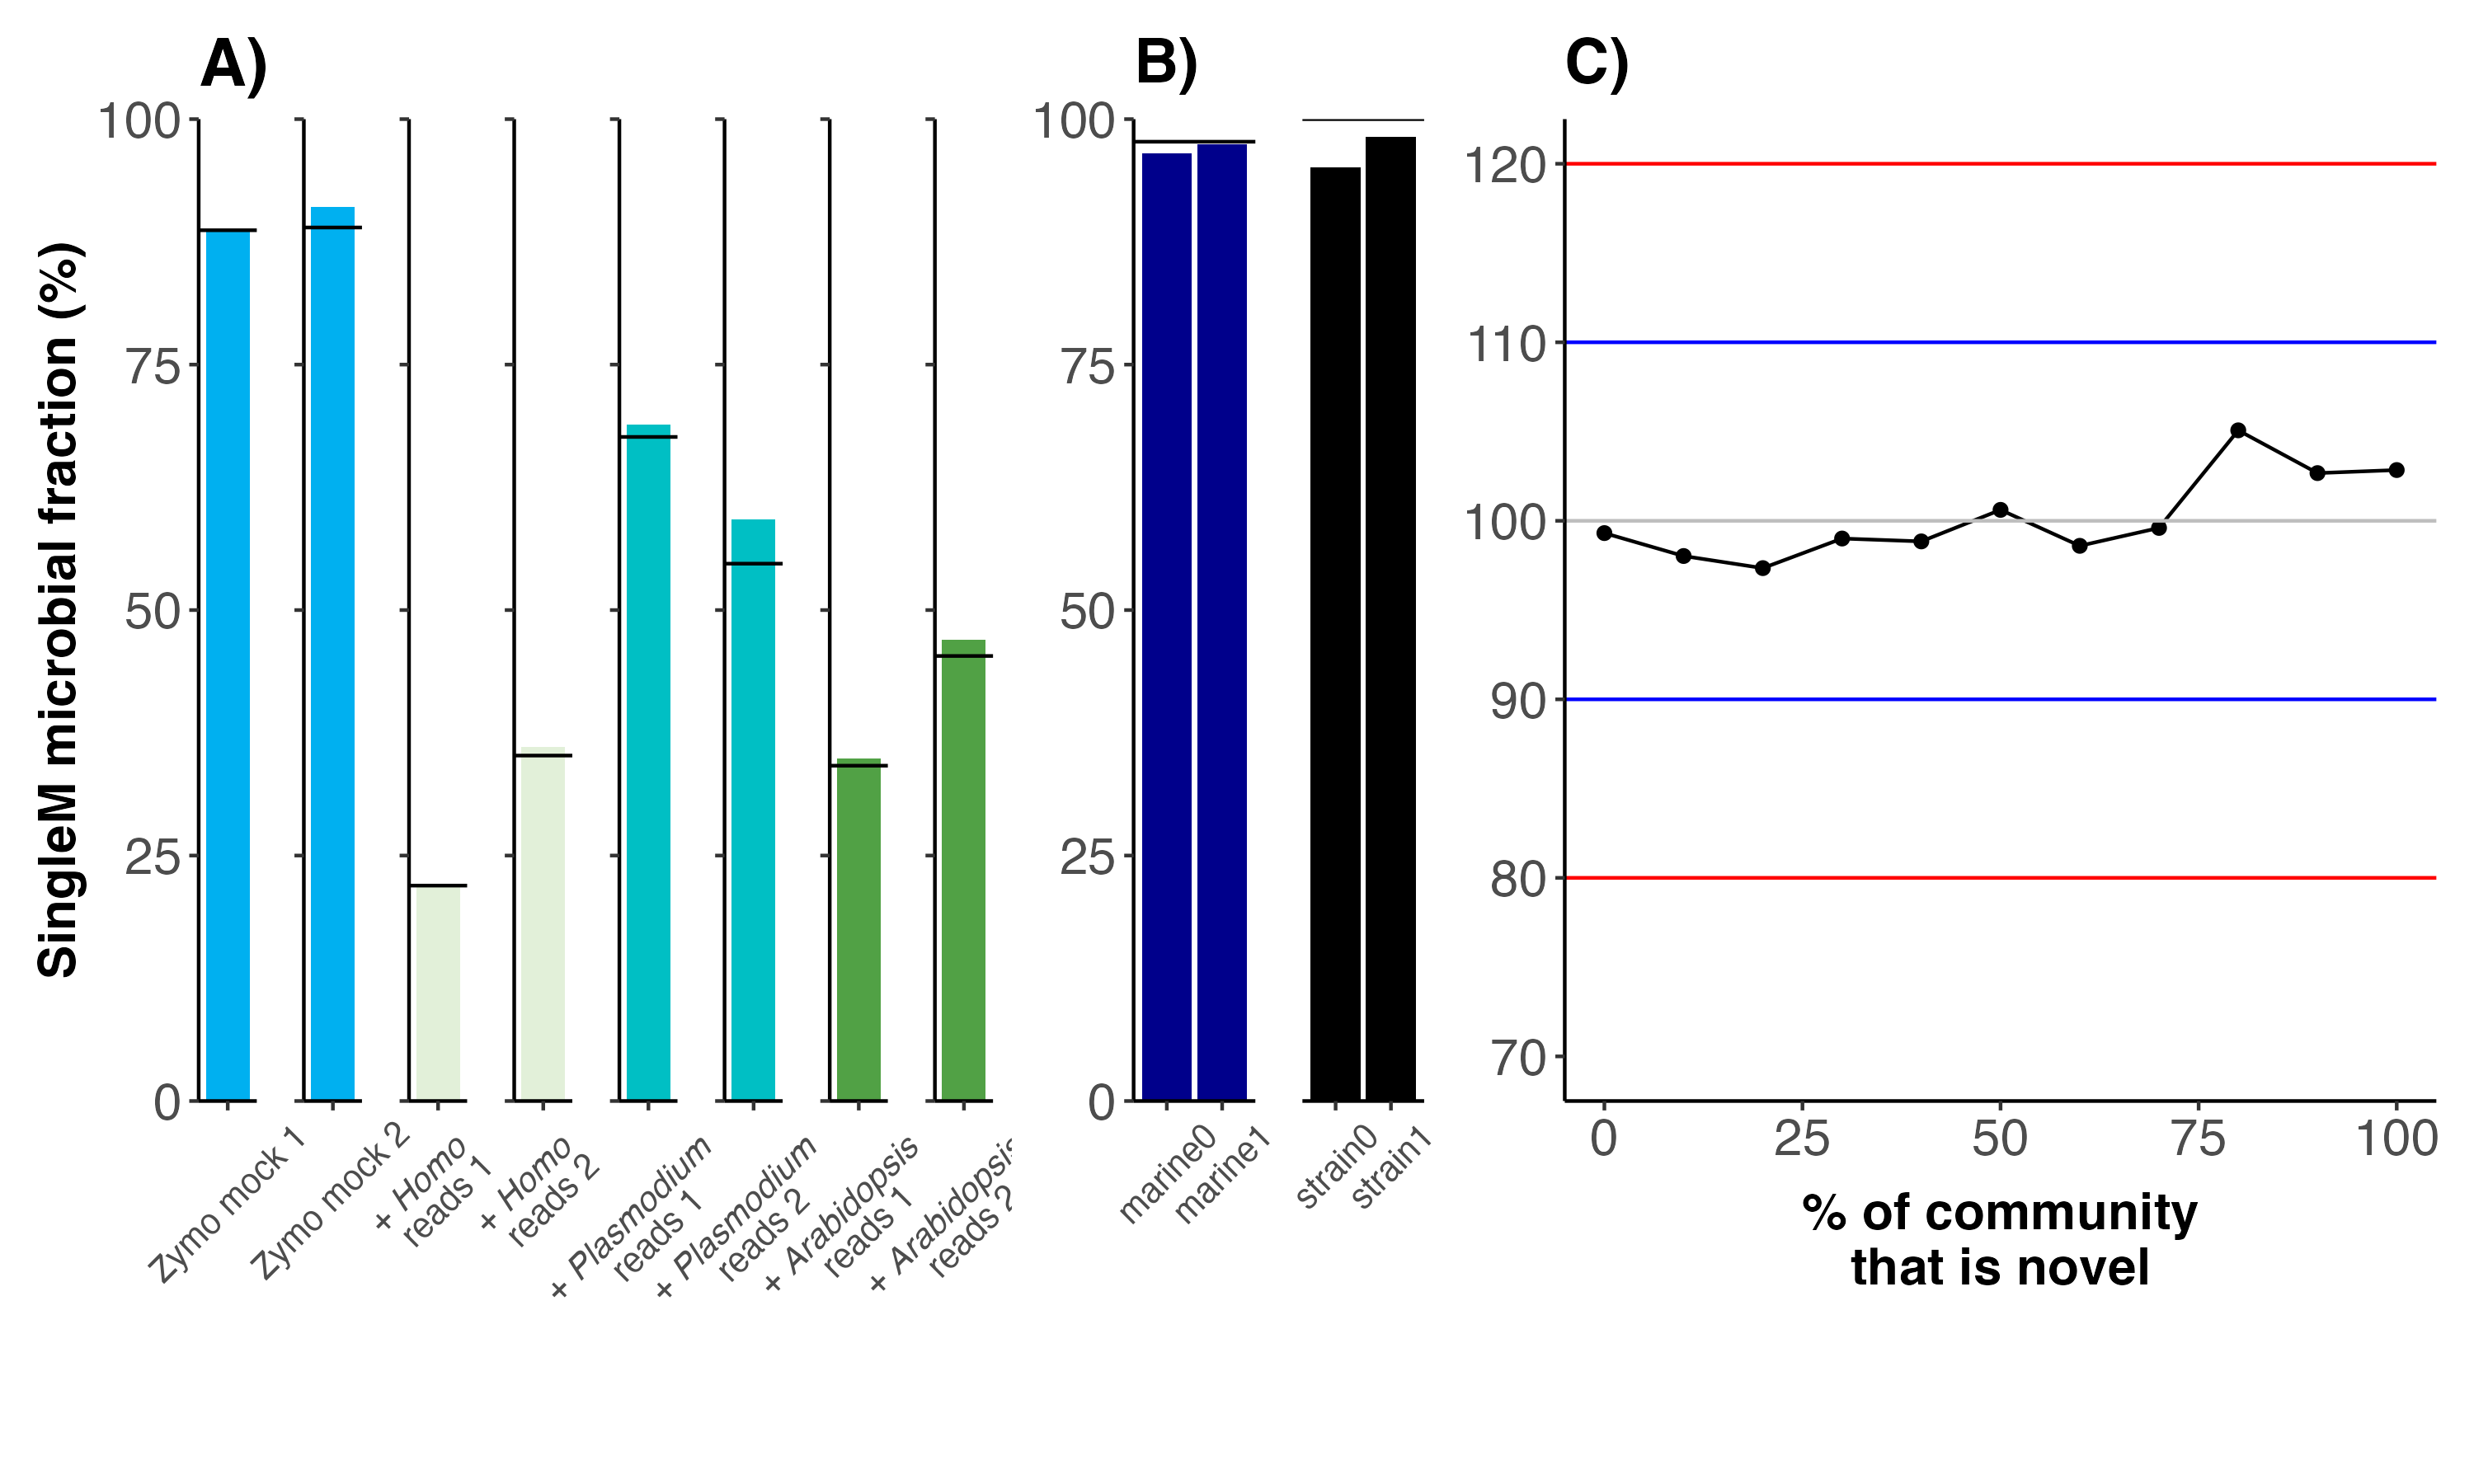 A)
B)
C)
SingleM microbial fraction (%)
100
75
50
25
0
Zymo mock 1
Zymo mock 2
+ Homo
reads 1
+ Homo
reads 2
+ Plasmodium
reads 1
+ Plasmodium
reads 2
+ Arabidopsis
reads 1
+ Arabidopsis
reads 2
100
75
50
25
0
marine0
marine1
strain0
strain1
120
110
100
90
80
70
0
25
50
75
100
% of community
that is novel